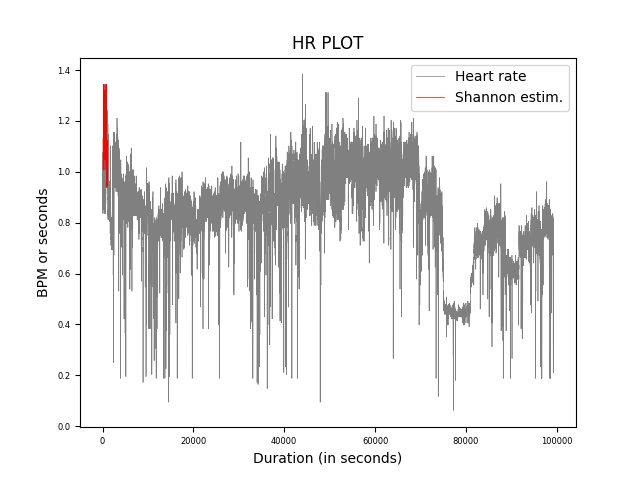 HR PLOT
Heart rate
Shannon estim.
BPM or seconds
1.4
1.2
1.0
0.8
0.6
0.4
0.2
0.0
0 20000 40000 60000 80000 100000
Duration (in seconds)